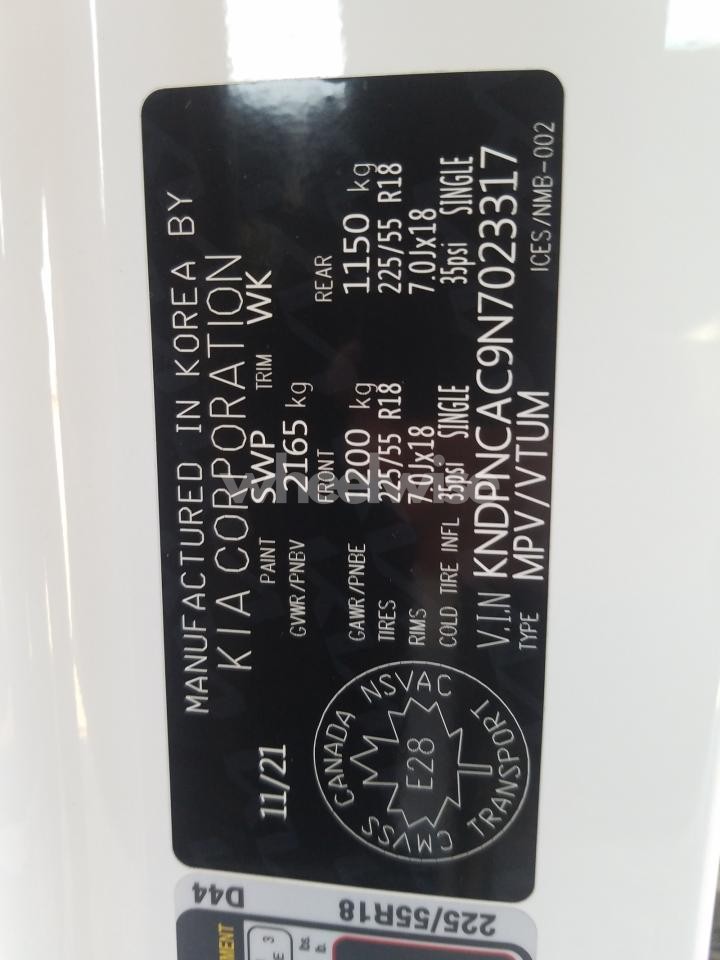 MANUFACTURED IN KOREA BY
KIA CORPORATION
11/21
PAINT SWP TRIM WK
GVWR/PNBV 2165 kg
FRONT REAR
GAWR/PNBE 1200 kg 1150 kg
TIRES 225/55 R18 225/55 R18
RIMS 7.0Jx18 7.0Jx18
COLD TIRE INFL 35psi SINGLE 35psi SINGLE
V.I.N KNDPNCAC9N7023317
TYPE MPV/VTUM
ICES/NMB-002
CANADA NSVAC
E28
CMVSS TRANSPORT
wheelwise
D44
225/55R18
3
lbs.